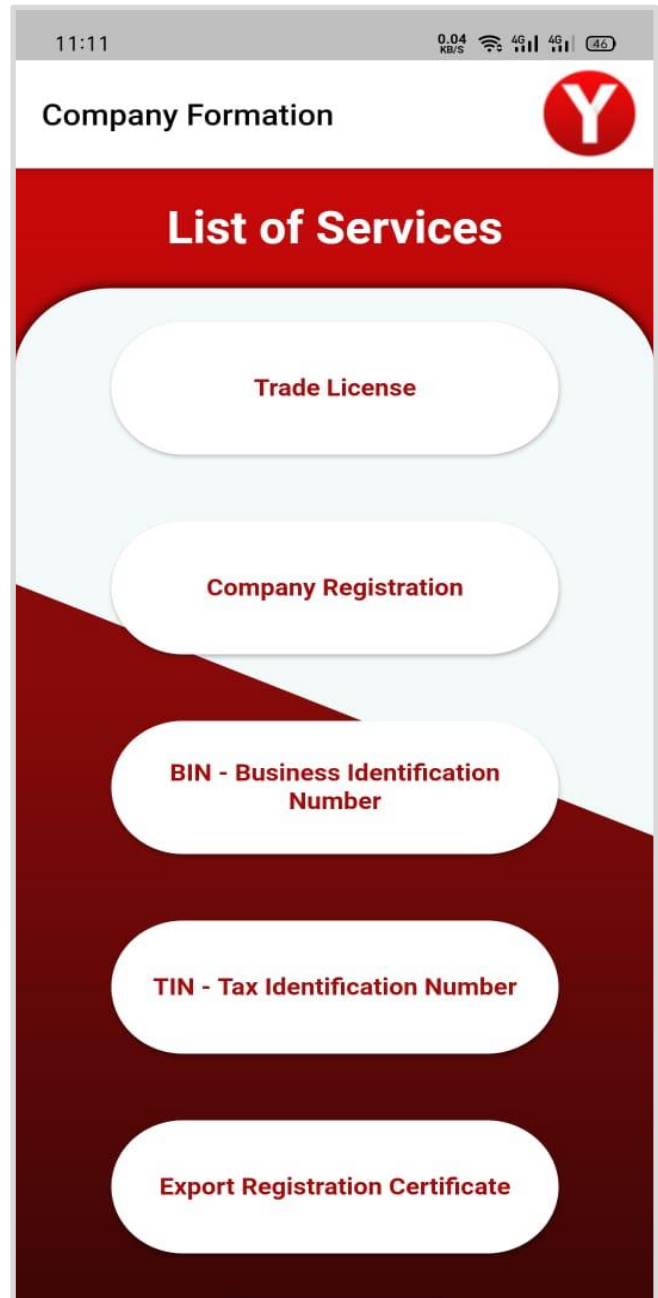 11:11
0.04
KB/S
4G
4G
46
Company Formation
Y
List of Services
Trade License
Company Registration
BIN - Business Identification
Number
TIN - Tax Identification Number
Export Registration Certificate